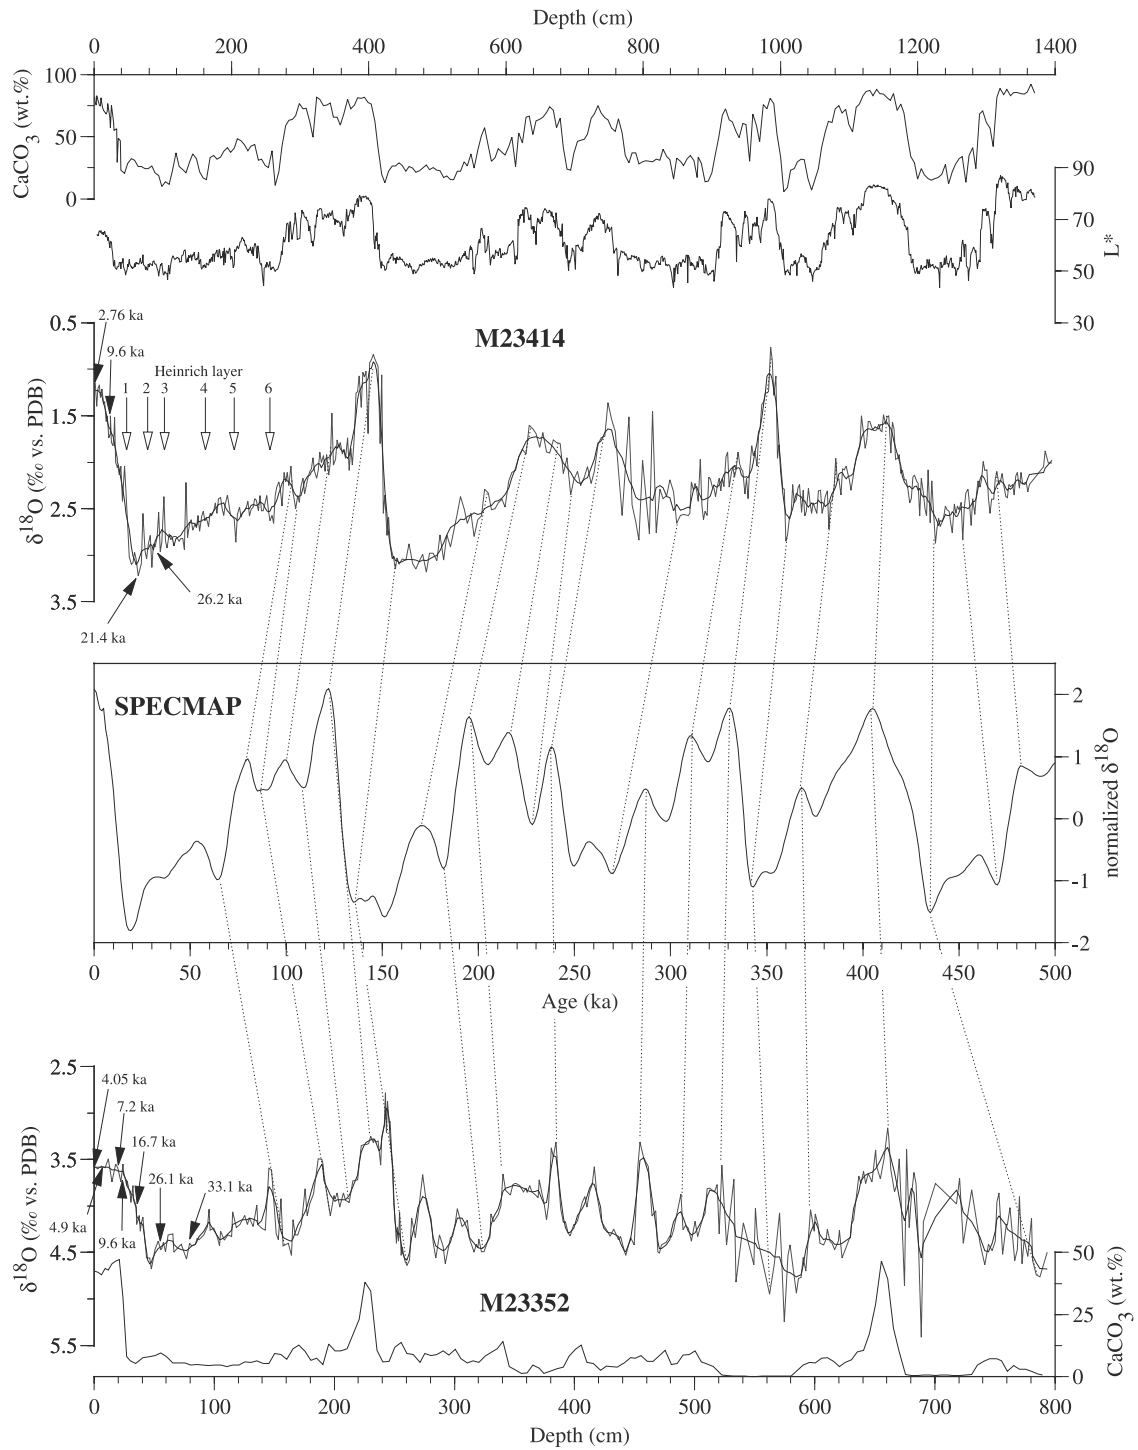 Depth (cm)
0 200 400 600 800 1000 1200 1400
100
50
0
CaCO3 (wt.%)
90
70
50
30
L*
M23414
0.5
1.5
2.5
3.5
δ18O (‰ vs. PDB)
2.76 ka
9.6 ka
Heinrich layer
1 2 3 4 5 6
26.2 ka
21.4 ka
SPECMAP
2
1
0
-1
-2
normalized δ18O
0 50 100 150 200 250 300 350 400 450 500
Age (ka)
2.5
3.5
4.5
5.5
δ18O (‰ vs. PDB)
4.05 ka
7.2 ka
16.7 ka
26.1 ka
33.1 ka
4.9 ka
9.6 ka
M23352
50
25
0
CaCO3 (wt.%)
0 100 200 300 400 500 600 700 800
Depth (cm)